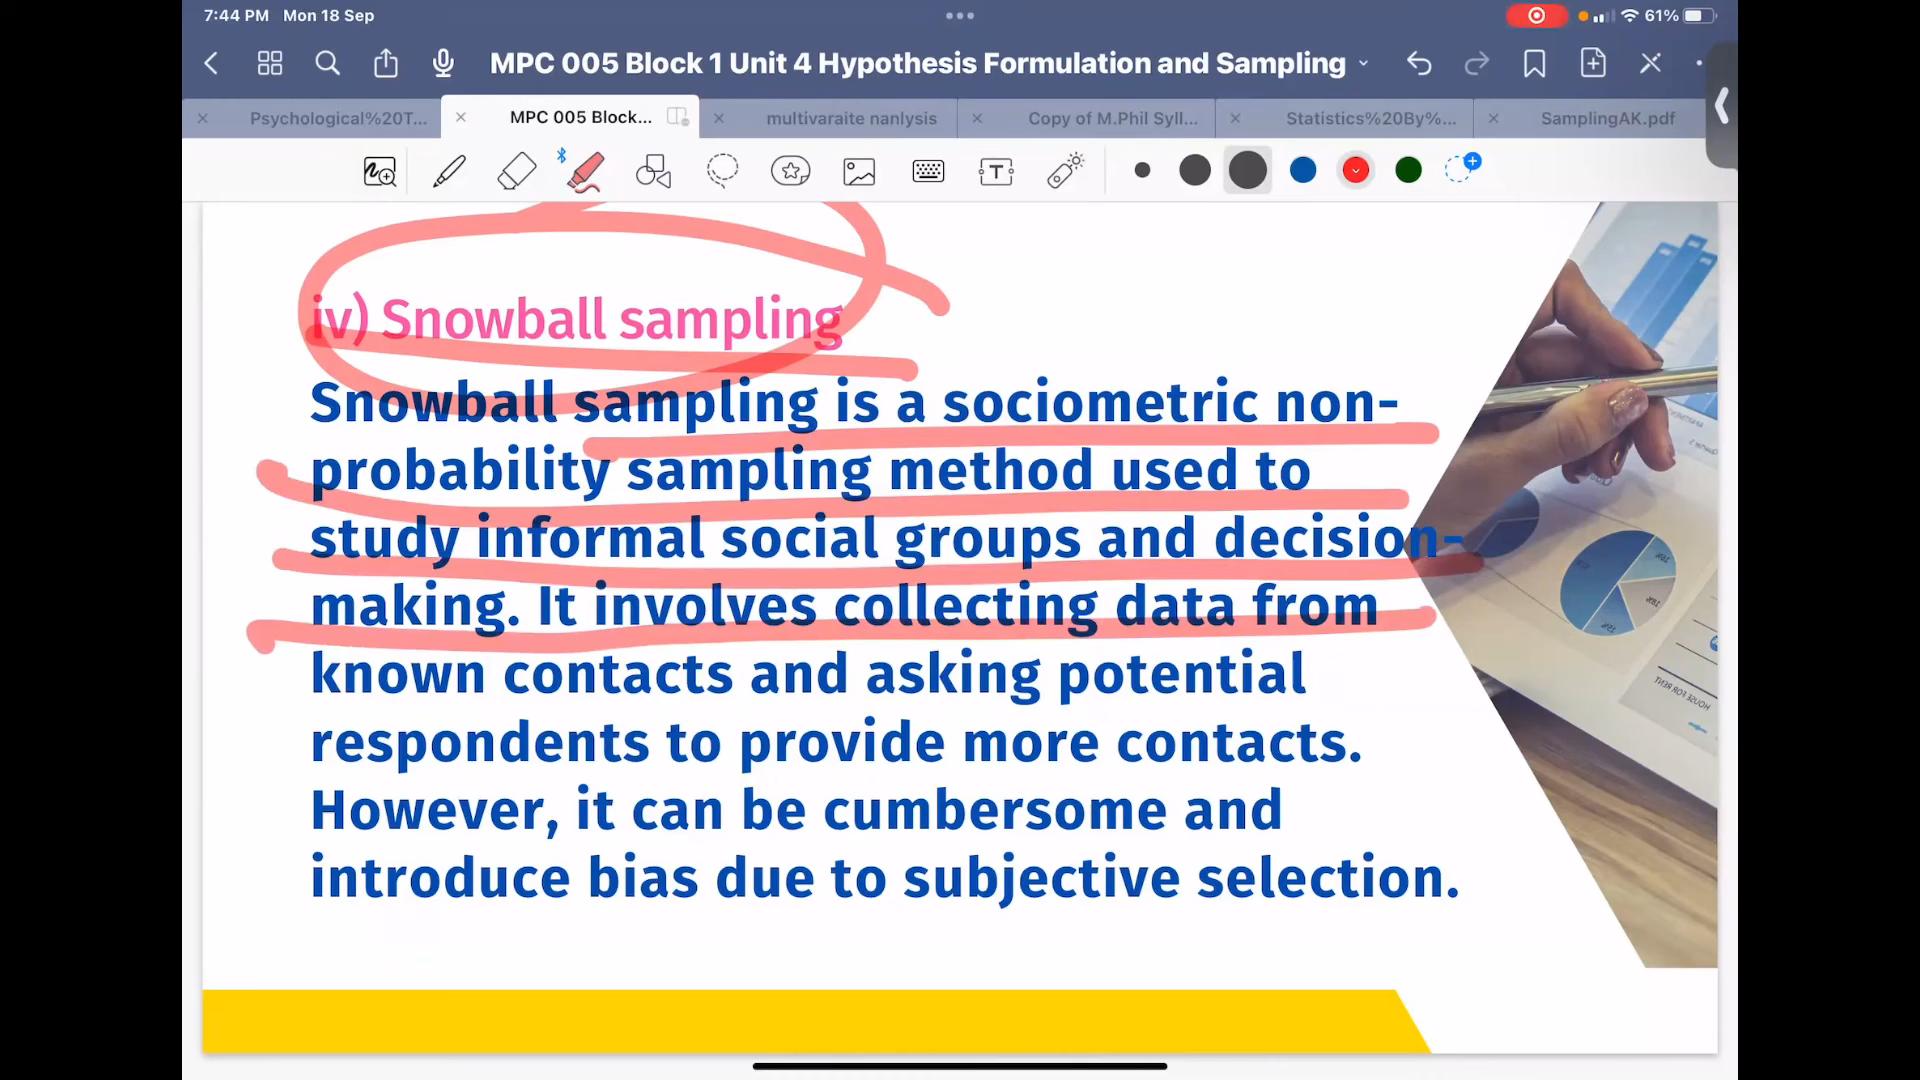 7:44 PM Mon 18 Sep
61%
MPC 005 Block 1 Unit 4 Hypothesis Formulation and Sampling
Psychological%20T...
MPC 005 Block...
multivaraite nanlysis
Copy of M.Phil Syll...
Statistics%20By%...
SamplingAK.pdf
iv) Snowball sampling
Snowball sampling is a sociometric non-
probability sampling method used to
study informal social groups and decision-
making. It involves collecting data from
known contacts and asking potential
respondents to provide more contacts.
However, it can be cumbersome and
introduce bias due to subjective selection.
HOUSE FOR RENT